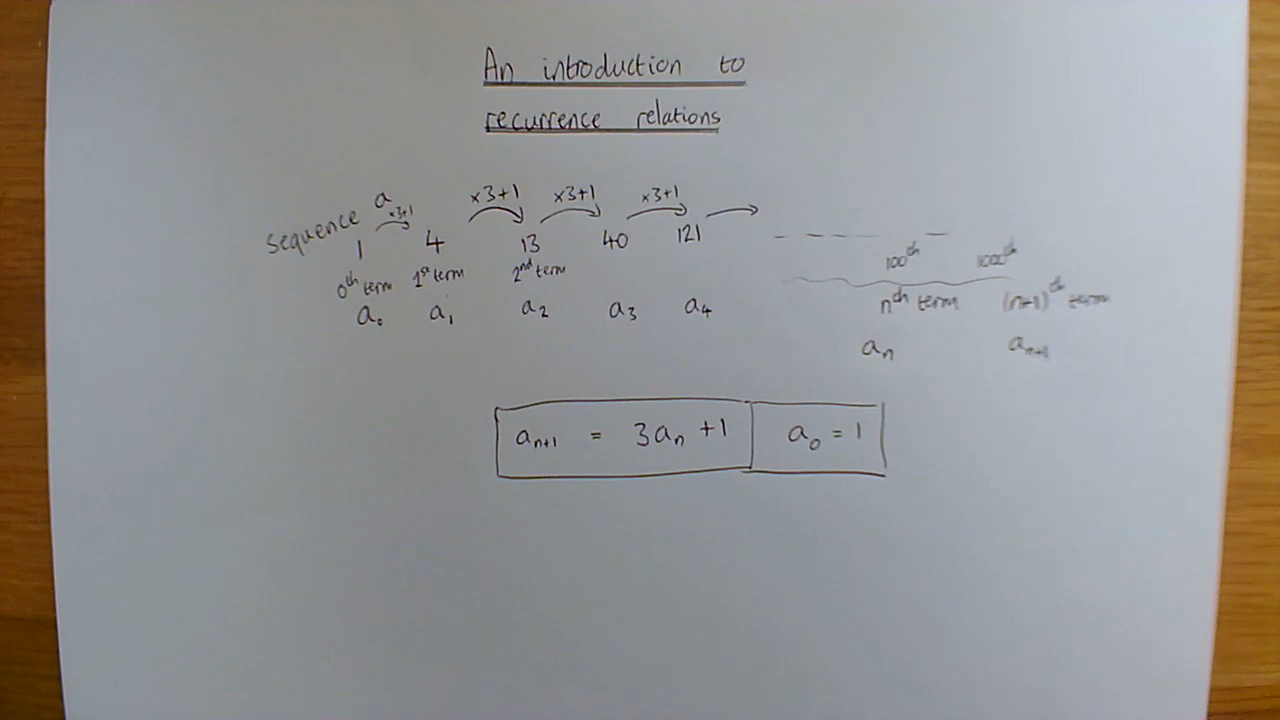 An introduction to
recurrence relations
sequence a
×3+1 ×3+1 ×3+1 ×3+1
1 4 13 40 121
100th 1000th
0th term 1st term 2nd term nth term (n+1)th term
a₀ a₁ a₂ a₃ a₄ aₙ aₙ₊₁
aₙ₊₁ = 3aₙ +1 a₀ = 1